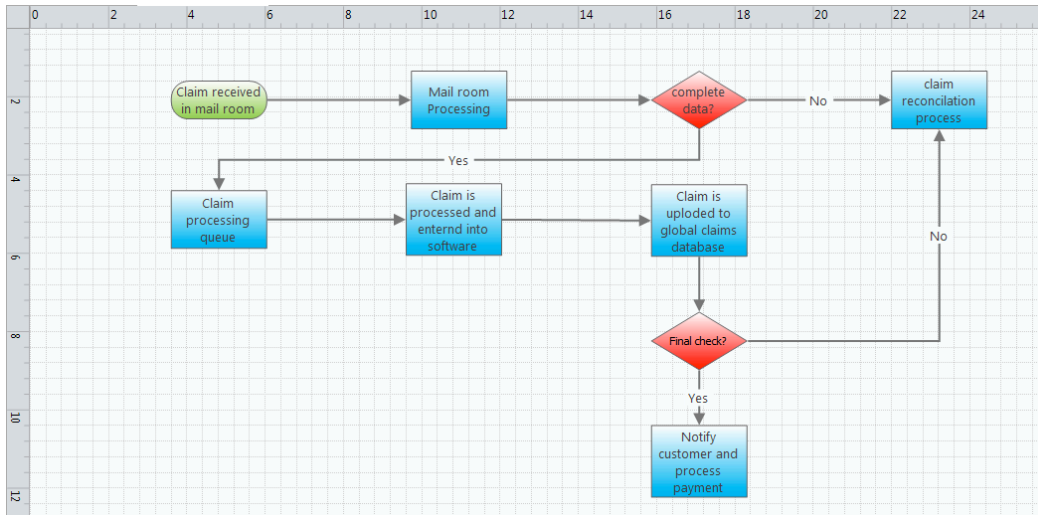 0 2 4 6 8 10 12 14 16 18 20 22 24
2
4
6
8
10
12
Claim received
in mail room
Mail room
Processing
complete
data?
No
claim
reconcilation
process
Yes
Claim
processing
queue
Claim is
processed and
enternd into
software
Claim is
uploded to
global claims
database
No
Final check?
Yes
Notify
customer and
process
payment